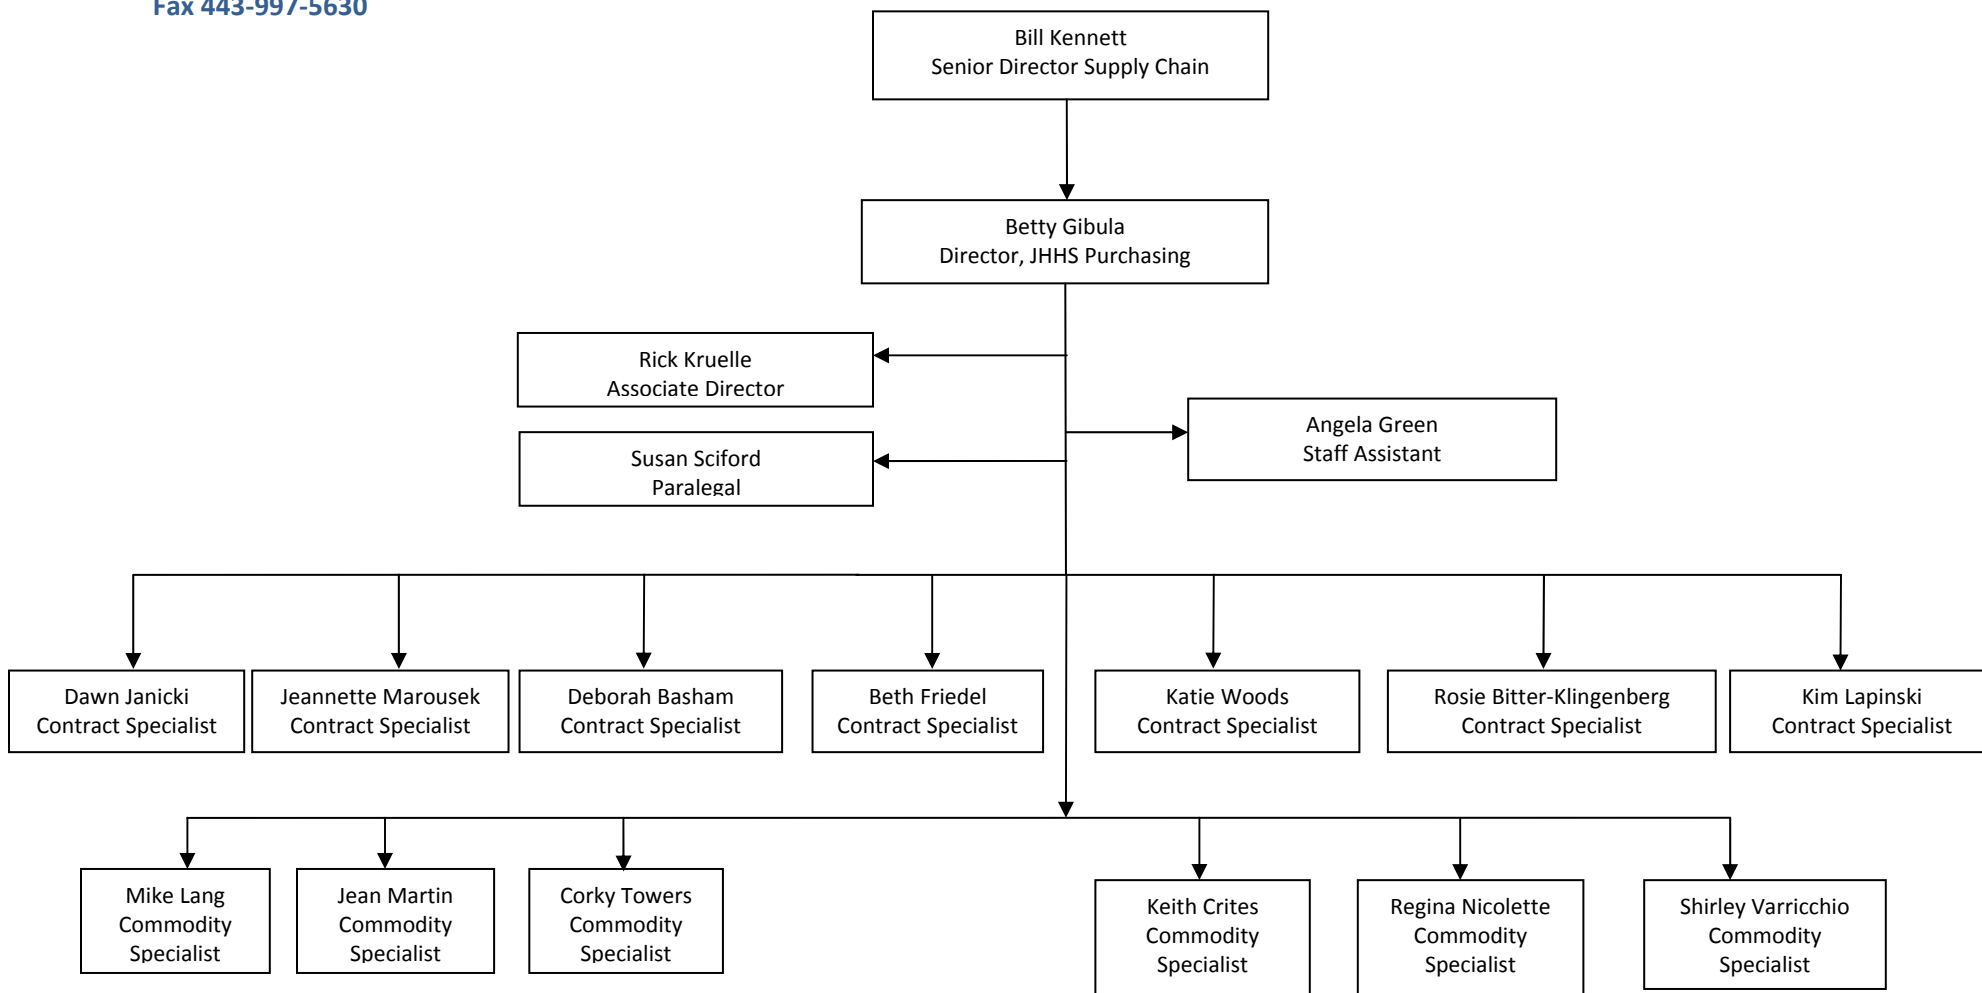 Fax 443-997-5630
Bill Kennett
Senior Director Supply Chain
Betty Gibula
Director, JHHS Purchasing
Rick Kruelle
Associate Director
Angela Green
Staff Assistant
Susan Sciford
Paralegal
Dawn Janicki
Contract Specialist
Jeannette Marousek
Contract Specialist
Deborah Basham
Contract Specialist
Beth Friedel
Contract Specialist
Katie Woods
Contract Specialist
Rosie Bitter-Klingenberg
Contract Specialist
Kim Lapinski
Contract Specialist
Mike Lang
Commodity
Specialist
Jean Martin
Commodity
Specialist
Corky Towers
Commodity
Specialist
Keith Crites
Commodity
Specialist
Regina Nicolette
Commodity
Specialist
Shirley Varricchio
Commodity
Specialist